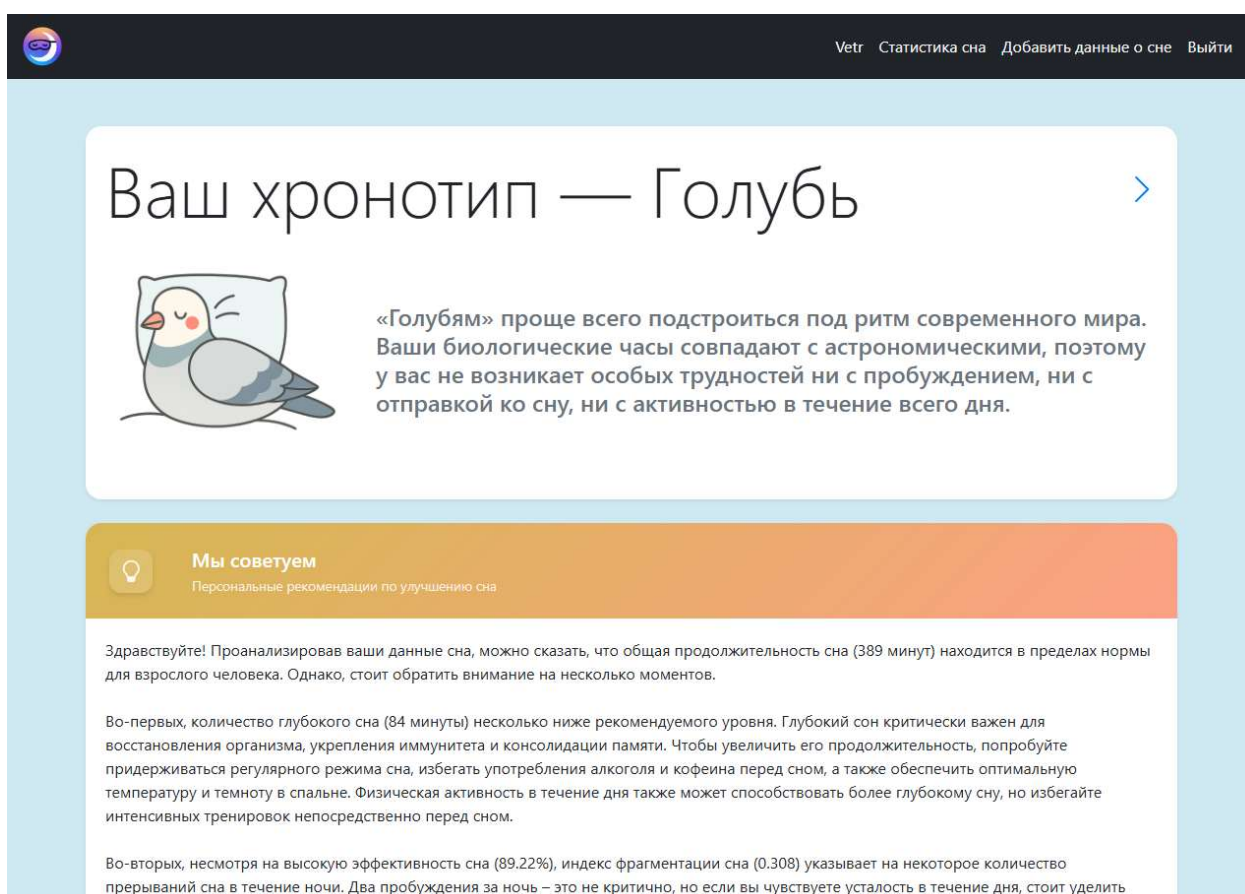 Vetr Статистика сна Добавить данные о сне Выйти
Ваш хронотип — Голубь
«Голубям» проще всего подстроиться под ритм современного мира.
Ваши биологические часы совпадают с астрономическими, поэтому
у вас не возникает особых трудностей ни с пробуждением, ни с
отправкой ко сну, ни с активностью в течение всего дня.
Мы советуем
Персональные рекомендации по улучшению сна
Здравствуйте! Проанализировав ваши данные сна, можно сказать, что общая продолжительность сна (389 минут) находится в пределах нормы
для взрослого человека. Однако, стоит обратить внимание на несколько моментов.
Во-первых, количество глубокого сна (84 минуты) несколько ниже рекомендуемого уровня. Глубокий сон критически важен для
восстановления организма, укрепления иммунитета и консолидации памяти. Чтобы увеличить его продолжительность, попробуйте
придерживаться регулярного режима сна, избегать употребления алкоголя и кофеина перед сном, а также обеспечить оптимальную
температуру и темноту в спальне. Физическая активность в течение дня также может способствовать более глубокому сну, но избегайте
интенсивных тренировок непосредственно перед сном.
Во-вторых, несмотря на высокую эффективность сна (89.22%), индекс фрагментации сна (0.308) указывает на некоторое количество
прерываний сна в течение ночи. Два пробуждения за ночь – это не критично, но если вы чувствуете усталость в течение дня, стоит уделить